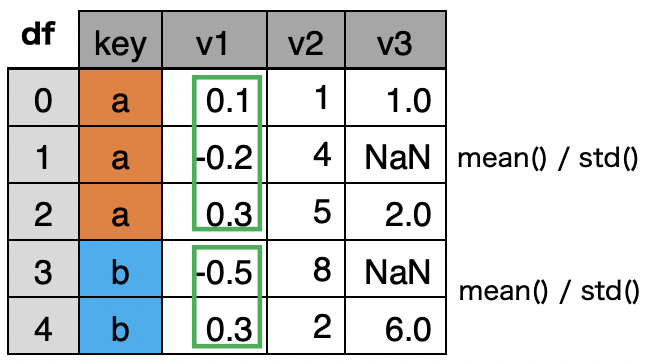 df key v1 v2 v3
0 a 0.1 1 1.0
1 a -0.2 4 NaN mean() / std()
2 a 0.3 5 2.0
3 b -0.5 8 NaN mean() / std()
4 b 0.3 2 6.0